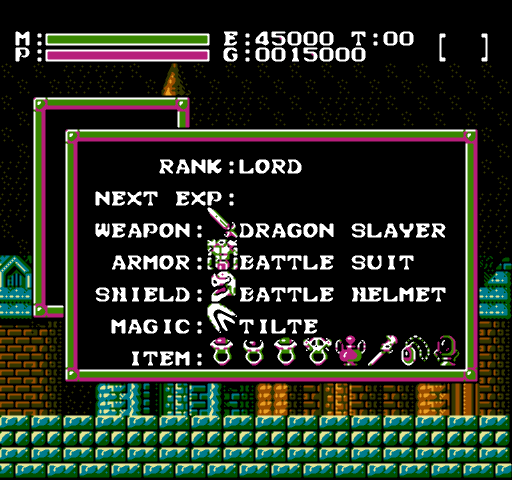 M: E:45000 T:00 [ ]
P: G:0015000
RANK:LORD
NEXT EXP:
WEAPON: DRAGON SLAYER
ARMOR: BATTLE SUIT
SHIELD: BATTLE HELMET
MAGIC: TILTE
ITEM: